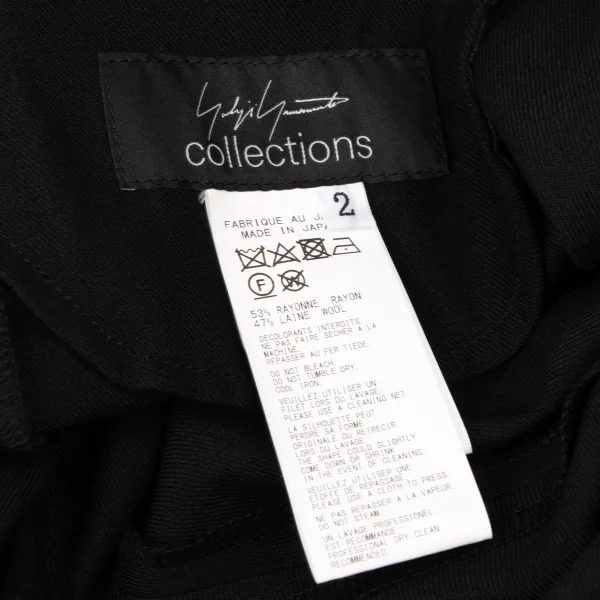 Yohji Yamamoto
collections
2
FABRIQUE AU JA
MADE IN JAPA
F
W
53% RAYONNE RAYON
47% LAINE WOOL
DECOLORANTS INTERDITS.
NE PAS FAIRE SECHER A LA
MACHINE.
REPASSER AU FER TIEDE.
DO NOT BLEACH.
DO NOT TUMBLE DRY.
COOL IRON.
VEUILLEZ UTILISER UN
FILET LORS DU LAVAGE.
PLEASE USE A CLEANING NET.
LA SILHOUETTE PEUT
PERDRE SA FORME
ORIGINALE OU RETRECIR
LORS DU LAVAGE.
THE SHAPE COULD SLIGHTLY
COME DOWN OR SHRINK
IN THE EVENT OF CLEANING.
VEUILLEZ UTILISER UN
ETOFFE DE REPASSAGE.
PLEASE USE A CLOTH TO PRESS.
NE PAS REPASSER A LA VAPEUR.
DO NOT STEAM.
UN LAVAGE PROFESSIONEL
EST RECOMMANDE.
PROFESSIONAL DRY CLEAN
RECOMMENDED.